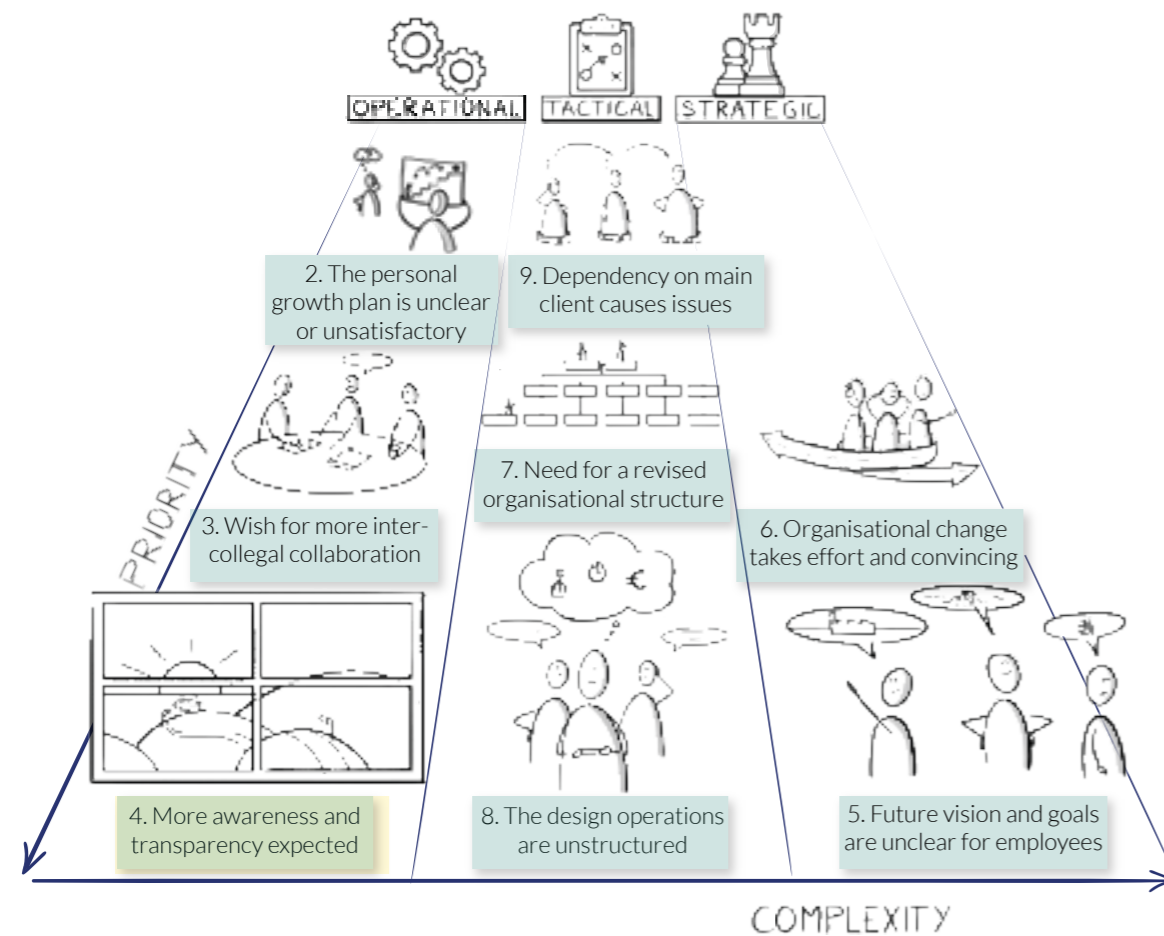 OPERATIONAL
TACTICAL
STRATEGIC
2. The personal
growth plan is unclear
or unsatisfactory
9. Dependency on main
client causes issues
PRIORITY
7. Need for a revised
organisational structure
3. Wish for more inter-
collegal collaboration
6. Organisational change
takes effort and convincing
€
4. More awareness and
transparency expected
8. The design operations
are unstructured
5. Future vision and goals
are unclear for employees
COMPLEXITY